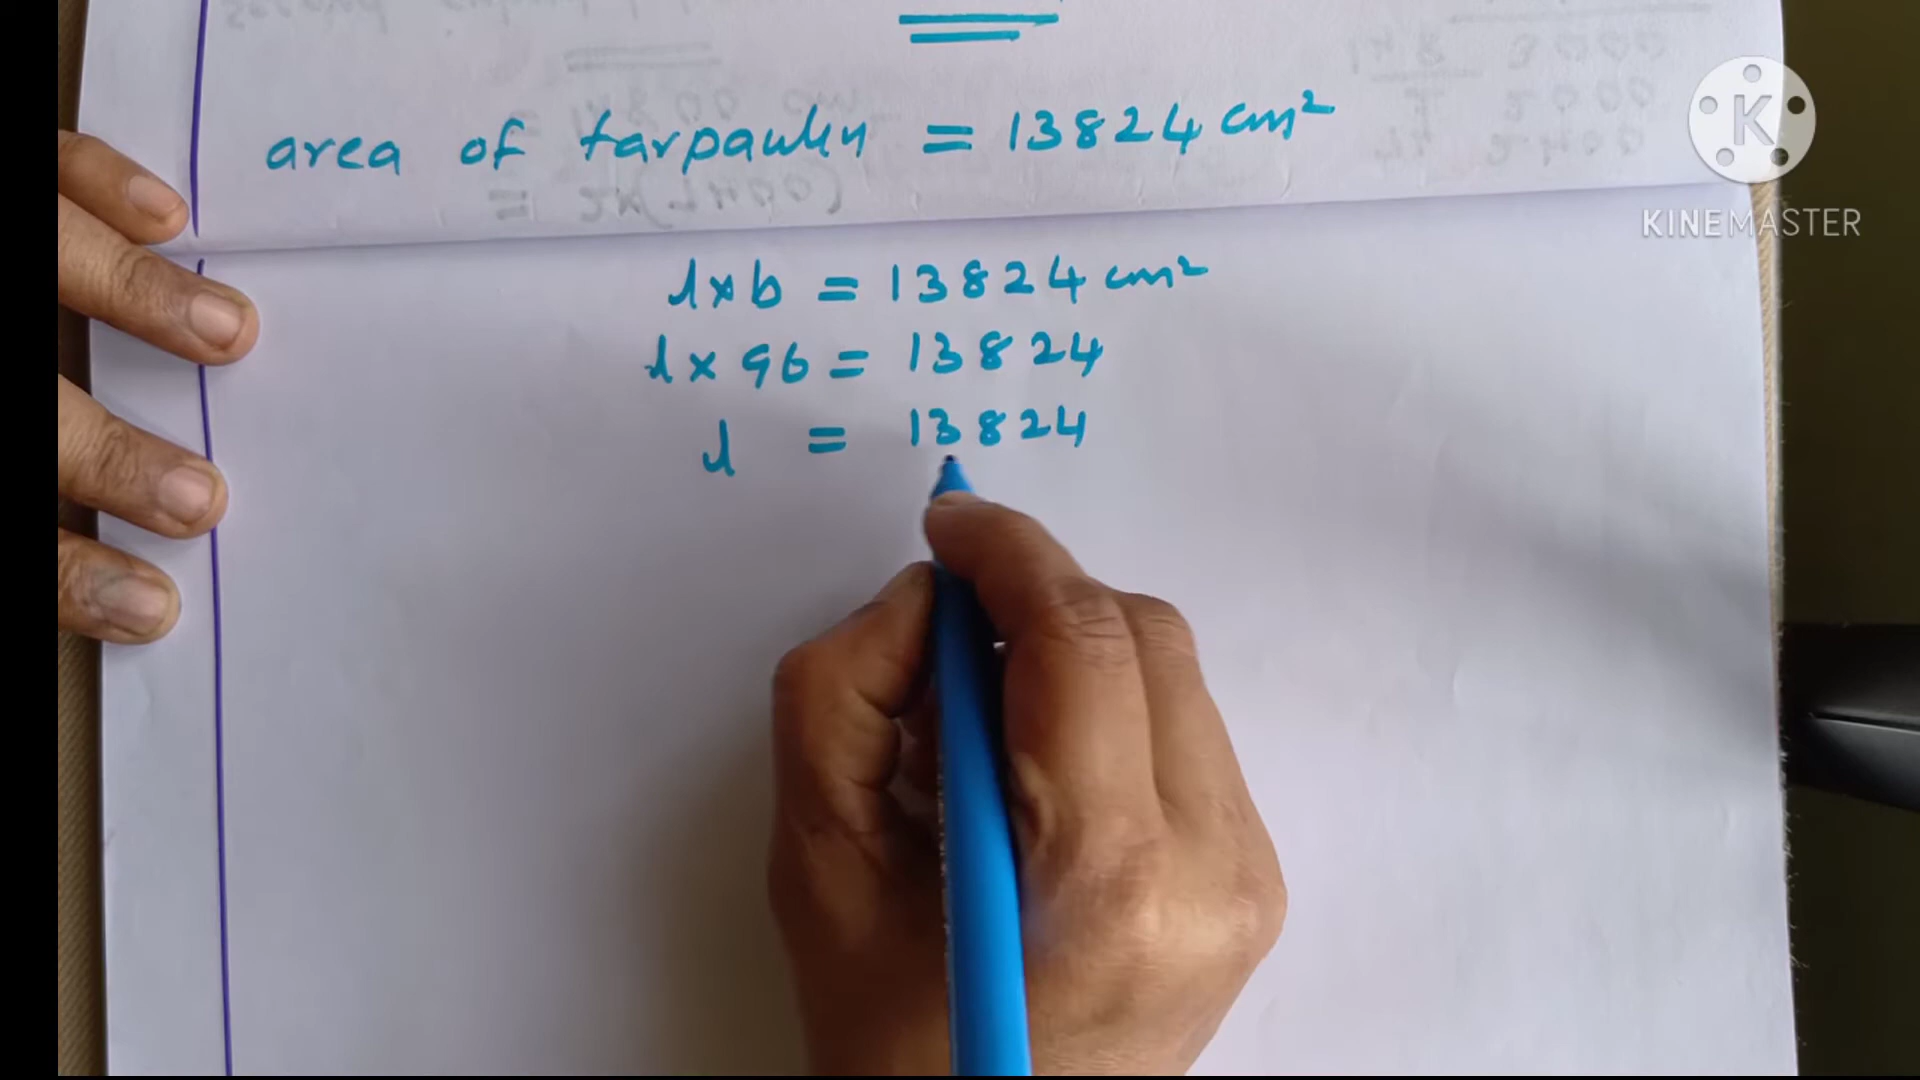 area of tarpaulin = 13824 cm²
l x b = 13824 cm²
l x 96 = 13824
l = 13824
KINEMASTER